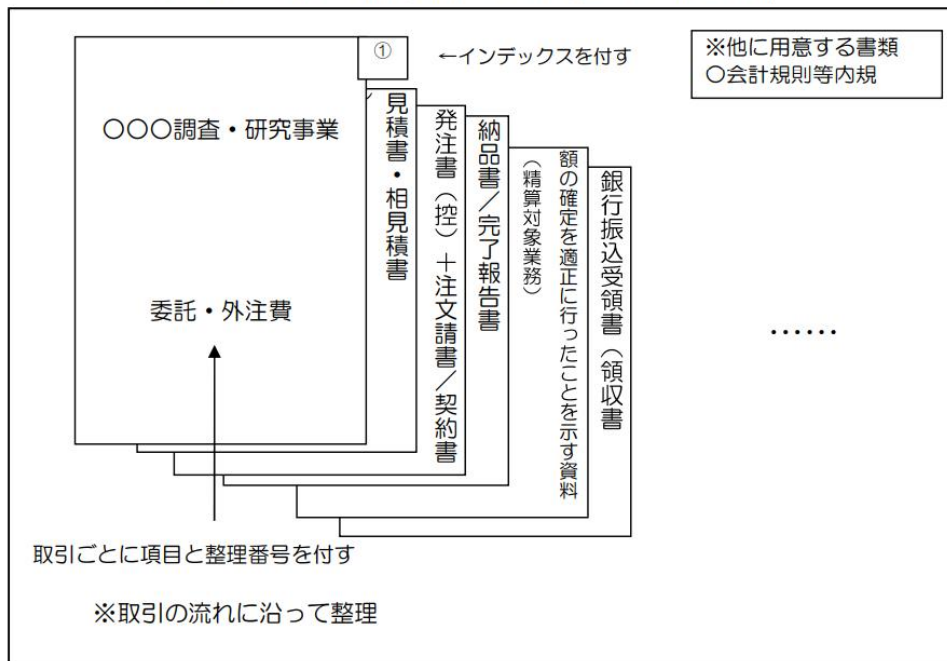 ①
←インデックスを付す
※他に用意する書類
〇会計規則等内規
〇〇〇調査・研究事業
委託・外注費
見積書・相見積書
発注書（控）＋注文請書／契約書
納品書／完了報告書
額の確定を適正に行ったことを示す資料
（精算対象業務）
銀行振込受領書（領収書
……
取引ごとに項目と整理番号を付す
※取引の流れに沿って整理